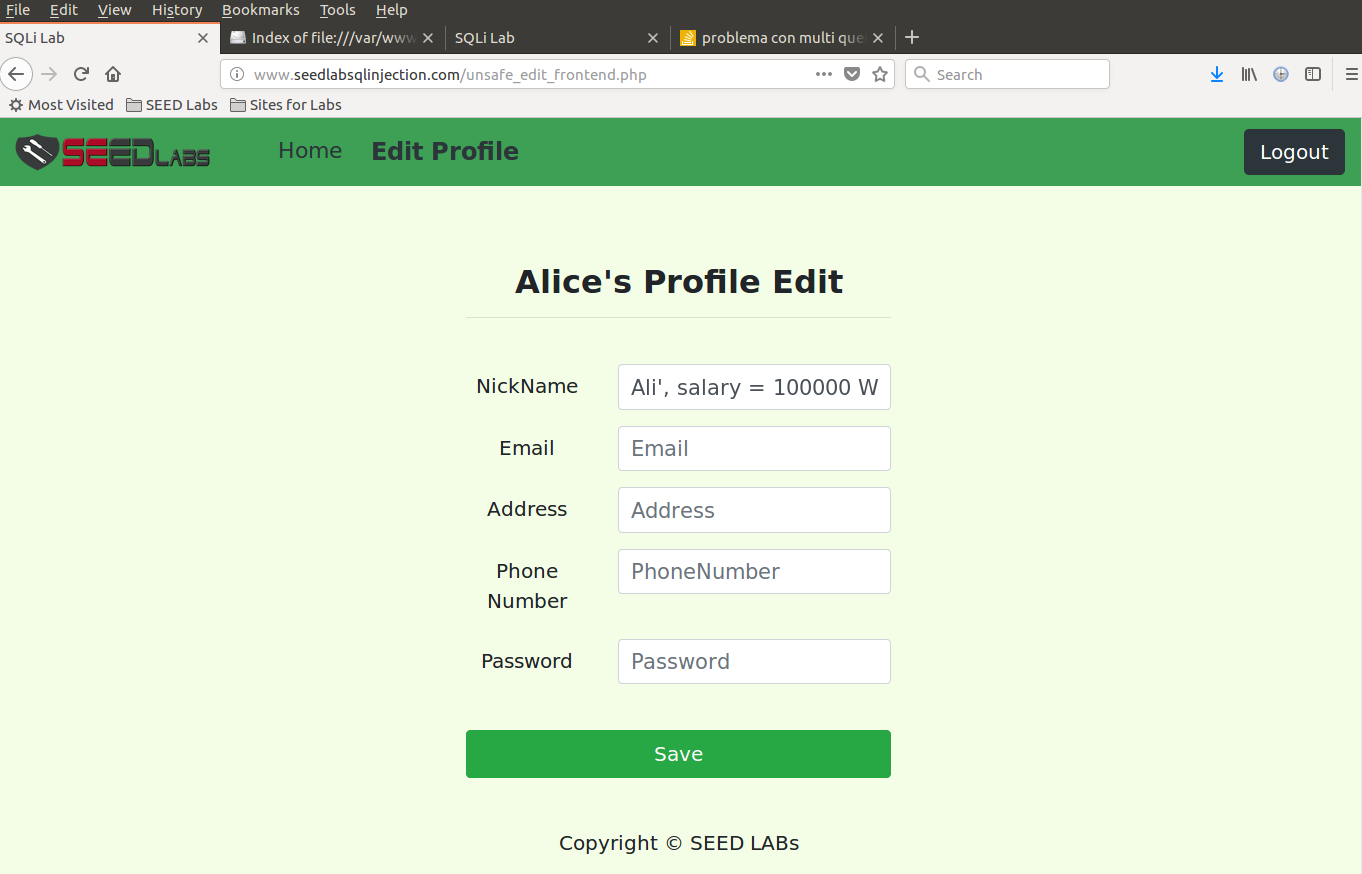 File Edit View History Bookmarks Tools Help
SQLi Lab Index of file:///var/www SQLi Lab problema con multi que
www.seedlabsqlinjection.com/unsafe_edit_frontend.php Search
Most Visited SEED Labs Sites for Labs
SEEDLABS Home Edit Profile Logout
Alice's Profile Edit
NickName Ali', salary = 100000 W
Email Email
Address Address
Phone PhoneNumber
Number
Password Password
Save
Copyright © SEED LABs